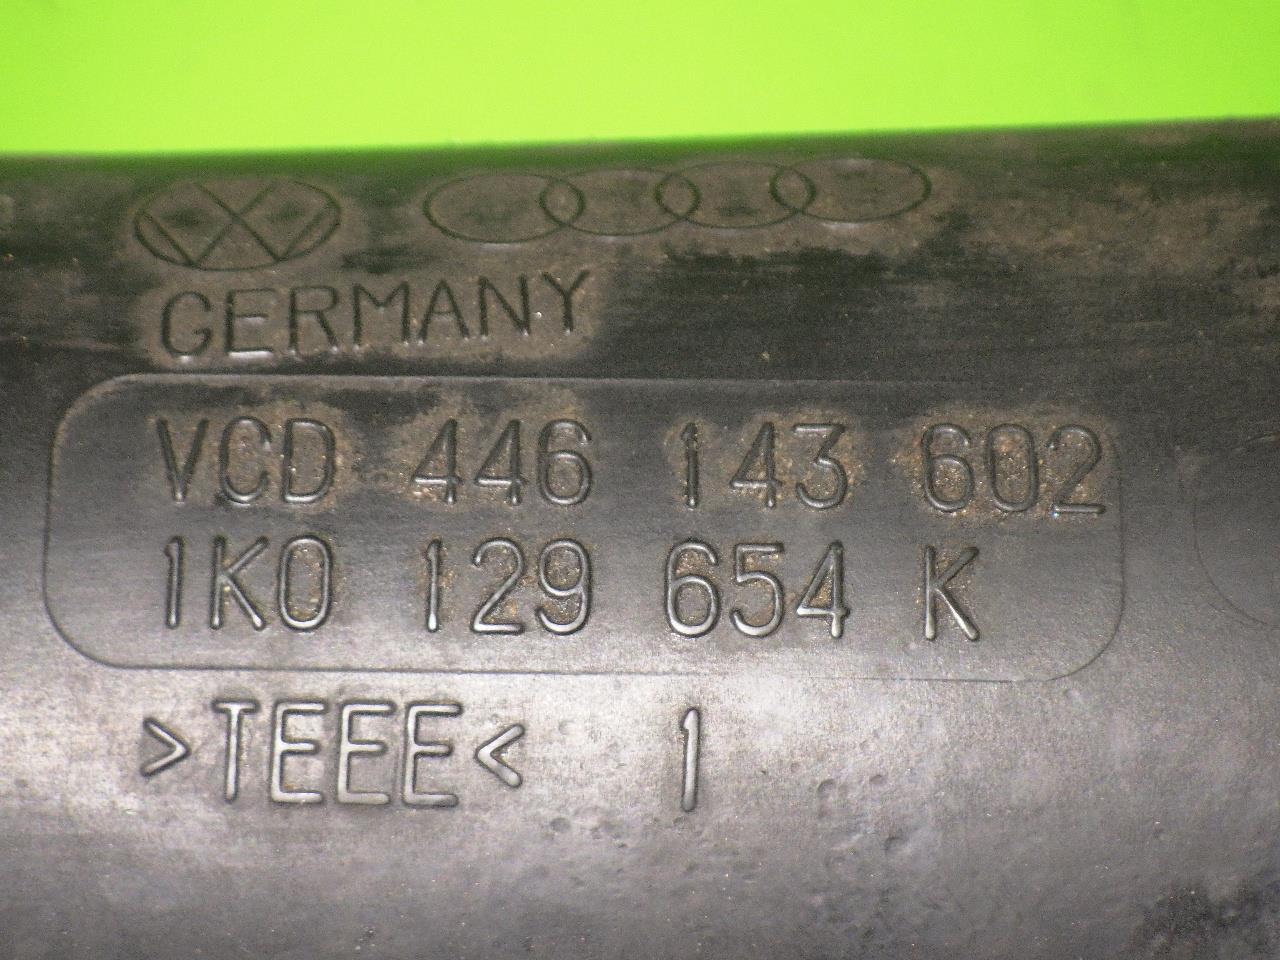 GERMANY
VCD 446 143 602
1K0 129 654 K
>TEEE< 1